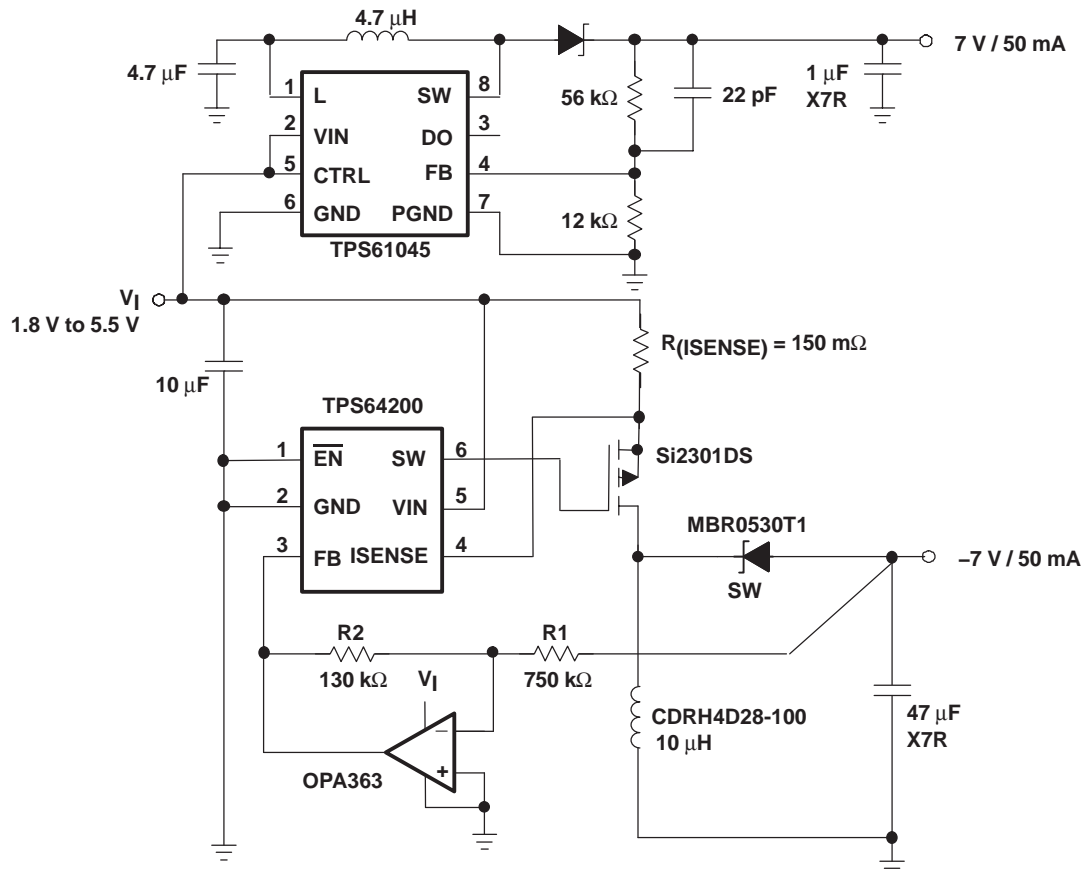 4.7 μH
7 V / 50 mA
4.7 μF
1
L
SW
8
56 kΩ
22 pF
1 μF
X7R
2
VIN
DO
3
5
CTRL
FB
4
6
GND
PGND
7
12 kΩ
TPS61045
VI
1.8 V to 5.5 V
R(ISENSE) = 150 mΩ
10 μF
TPS64200
1
EN
SW
6
Si2301DS
2
GND
VIN
5
MBR0530T1
3
FB
ISENSE
4
–7 V / 50 mA
SW
R2
R1
130 kΩ
750 kΩ
VI
CDRH4D28-100
10 μH
47 μF
X7R
−
+
OPA363